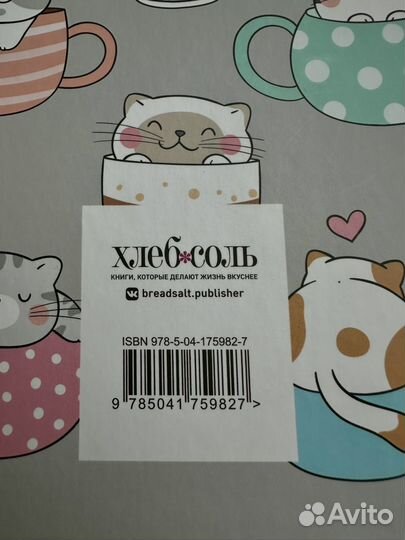 хлеб*соль
КНИГИ, КОТОРЫЕ ДЕЛАЮТ ЖИЗНЬ ВКУСНЕЕ
breadsalt.publisher
ISBN 978-5-04-175982-7
9 785041 759827 >
Avito